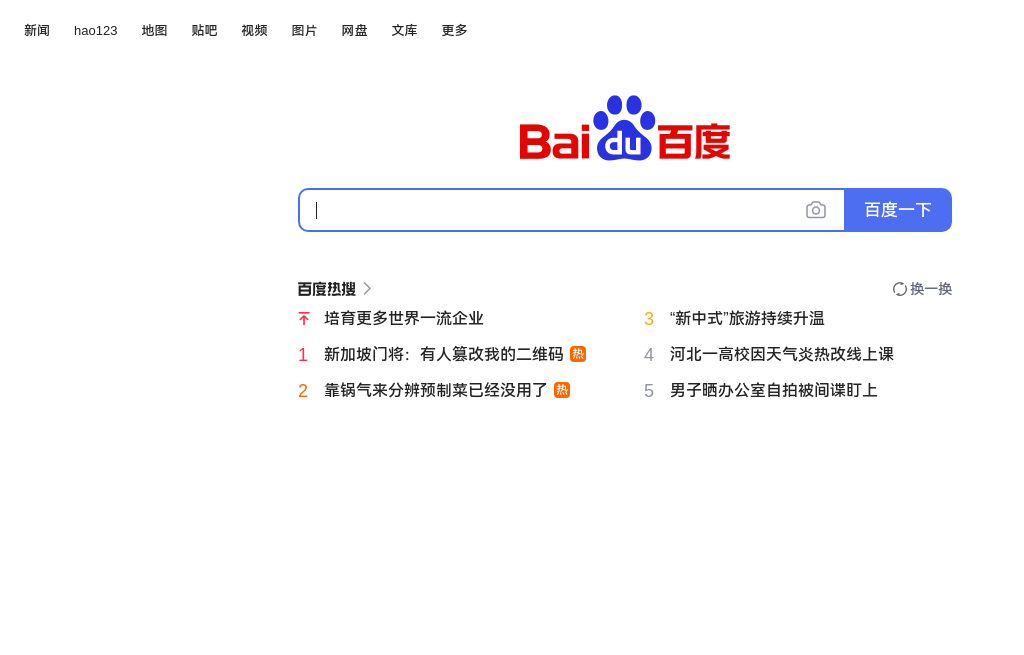 新闻 hao123 地图 贴吧 视频 图片 网盘 文库 更多
Bai du 百度
百度一下
百度热搜 换一换
培育更多世界一流企业
1 新加坡门将：有人篡改我的二维码 热
2 靠锅气来分辨预制菜已经没用了 热
3 “新中式”旅游持续升温
4 河北一高校因天气炎热改线上课
5 男子晒办公室自拍被间谍盯上